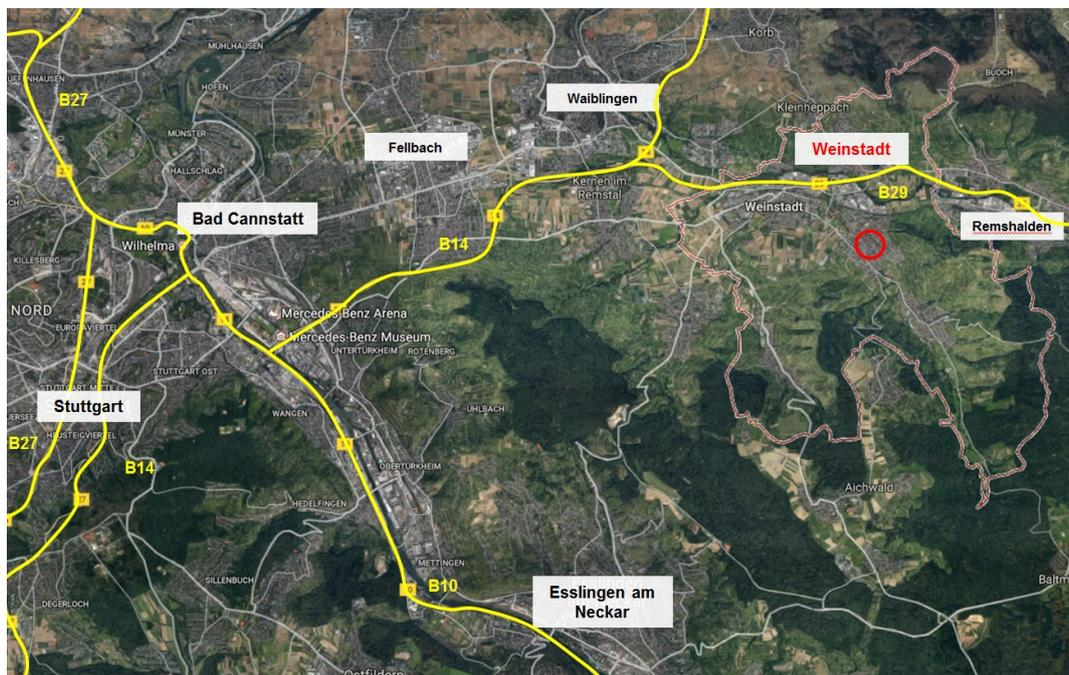 MÜHLHAUSEN
Korb
BUOCH
HOFEN
B27
Waiblingen
Kleinheppach
MÜNSTER
Fellbach
Weinstadt
HALLSCHLAG
Kernen im
Remstal
B29
Weinstadt
Bad Cannstatt
Remshalden
Wilhelma
B14
KILLESBERG
NORD
Mercedes-Benz Arena
EUROPAVIERTEL
Mercedes-Benz Museum
UNTERTÜRKHEIM
ROTENBERG
STUTTGART OST
STUTTGART-MITTE
Stuttgart
WANGEN
UHLBACH
HEUSTEIGVIERTEL
B27
B14
OBERTÜRKHEIM
Aichwald
HEDELFINGEN
METTINGEN
SILLENBUCH
B10
Esslingen am
Neckar
DEGERLOCH
Ostfildern